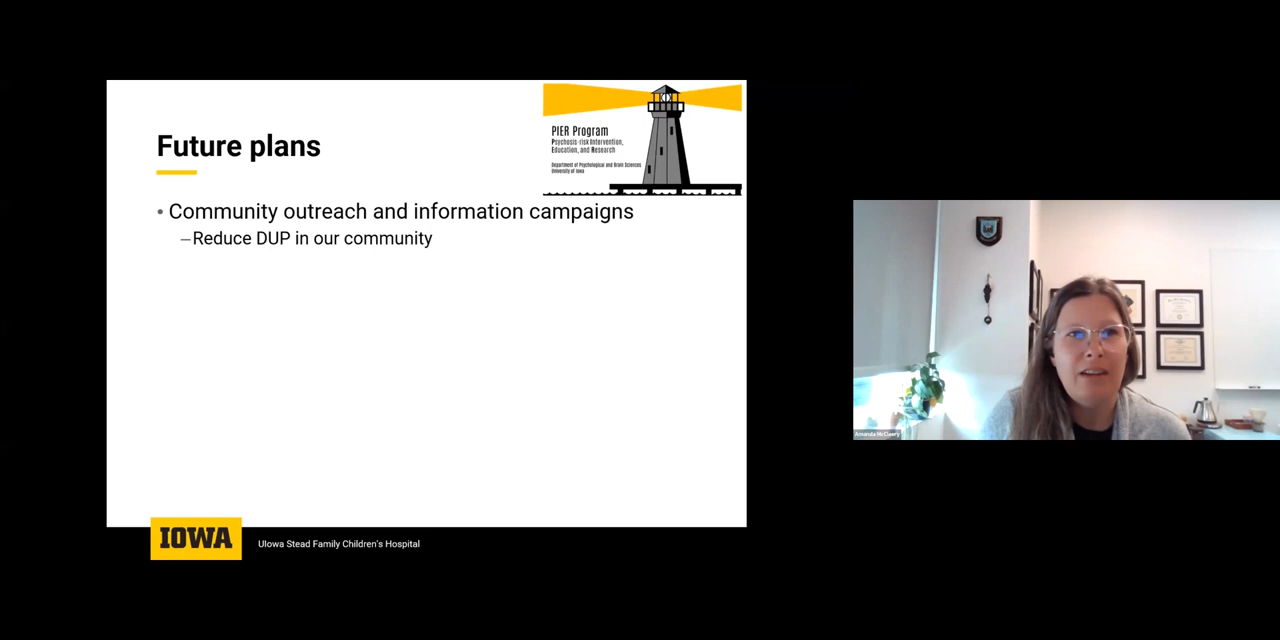 Future plans
• Community outreach and information campaigns
–Reduce DUP in our community
PIER Program
Psychosis-risk Intervention,
Education, and Research
Department of Psychological and Brain Sciences
University of Iowa
IOWA
UIowa Stead Family Children's Hospital
Amanda McCleery